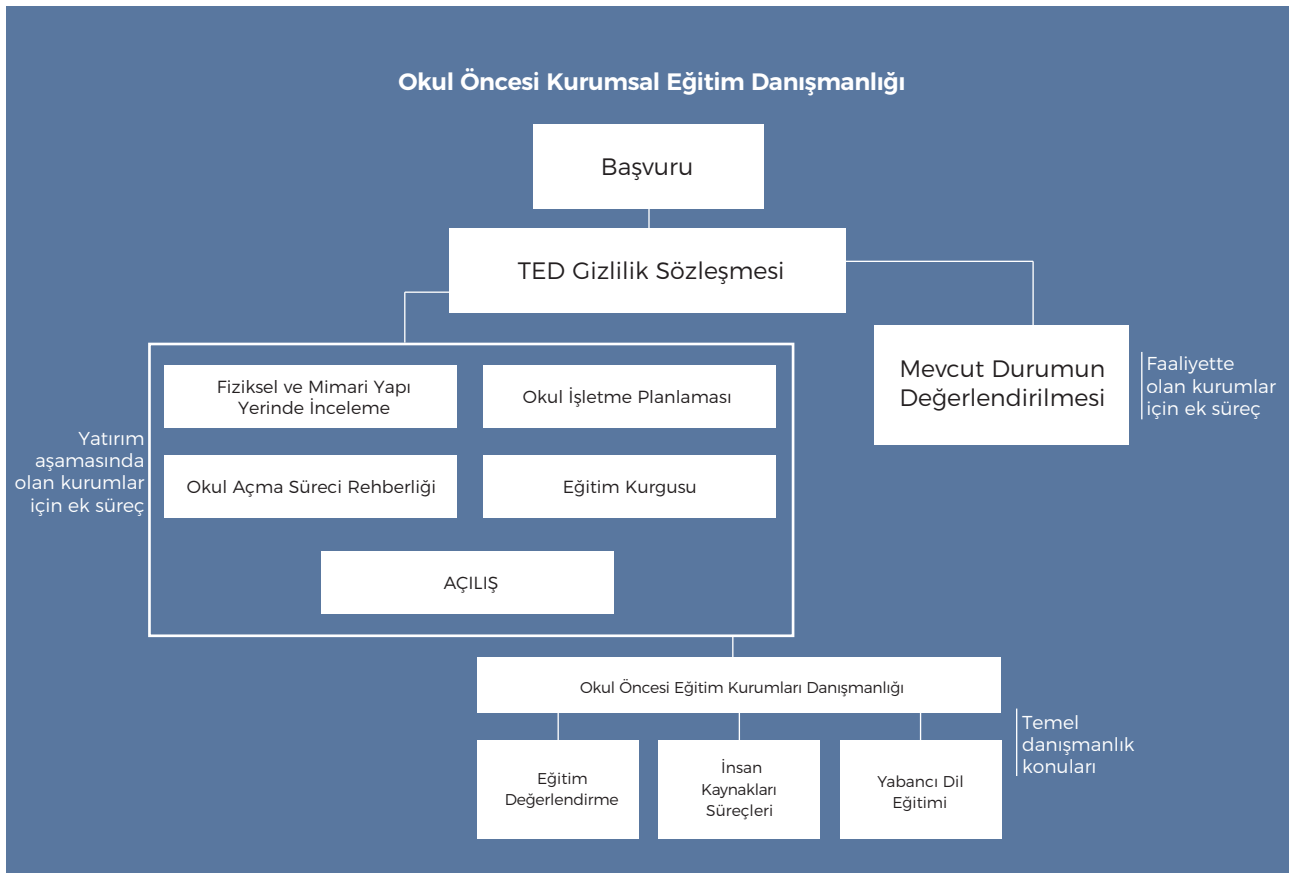 Okul Öncesi Kurumsal Eğitim Danışmanlığı
Başvuru
TED Gizlilik Sözleşmesi
Mevcut Durumun
Değerlendirilmesi
Faaliyette
olan kurumlar
için ek süreç
Yatırım
aşamasında
olan kurumlar
için ek süreç
Fiziksel ve Mimari Yapı
Yerinde İnceleme
Okul İşletme Planlaması
Okul Açma Süreci Rehberliği
Eğitim Kurgusu
AÇILIŞ
Okul Öncesi Eğitim Kurumları Danışmanlığı
Temel
danışmanlık
konuları
Eğitim
Değerlendirme
İnsan
Kaynakları
Süreçleri
Yabancı Dil
Eğitimi